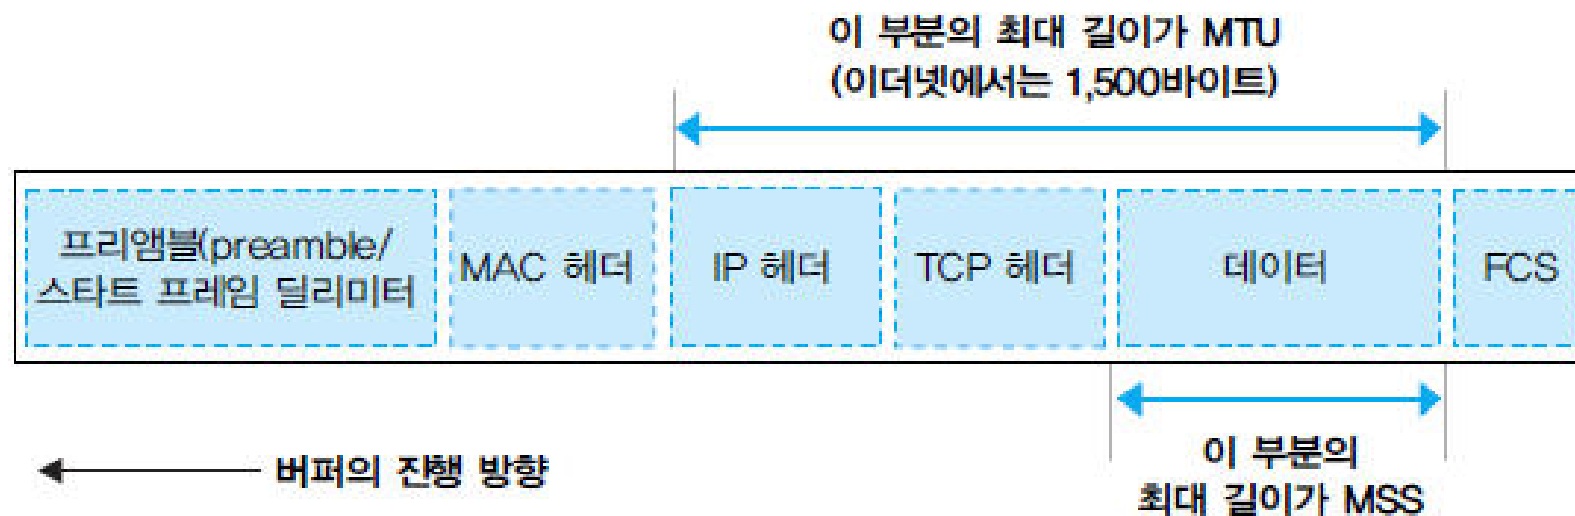 이 부분의 최대 길이가 MTU
(이더넷에서는 1,500바이트)
프리앰블(preamble/
스타트 프레임 딜리미터
MAC 헤더
IP 헤더
TCP 헤더
데이터
FCS
버퍼의 진행 방향
이 부분의
최대 길이가 MSS